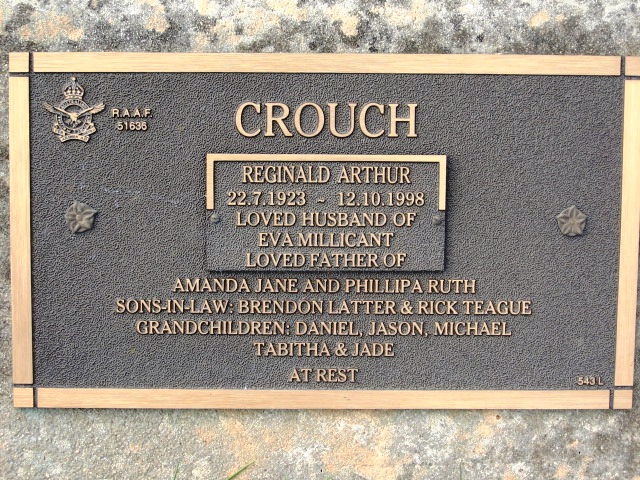 R.A.A.F.
51635
CROUCH
REGINALD ARTHUR
22.7.1923 ~ 12.10.1998
LOVED HUSBAND OF
EVA MILLICANT
LOVED FATHER OF
AMANDA JANE AND PHILLIPA RUTH
SONS-IN-LAW: BRENDON LATTER & RICK TEAGUE
GRANDCHILDREN: DANIEL, JASON, MICHAEL
TABITHA & JADE
AT REST
543 L